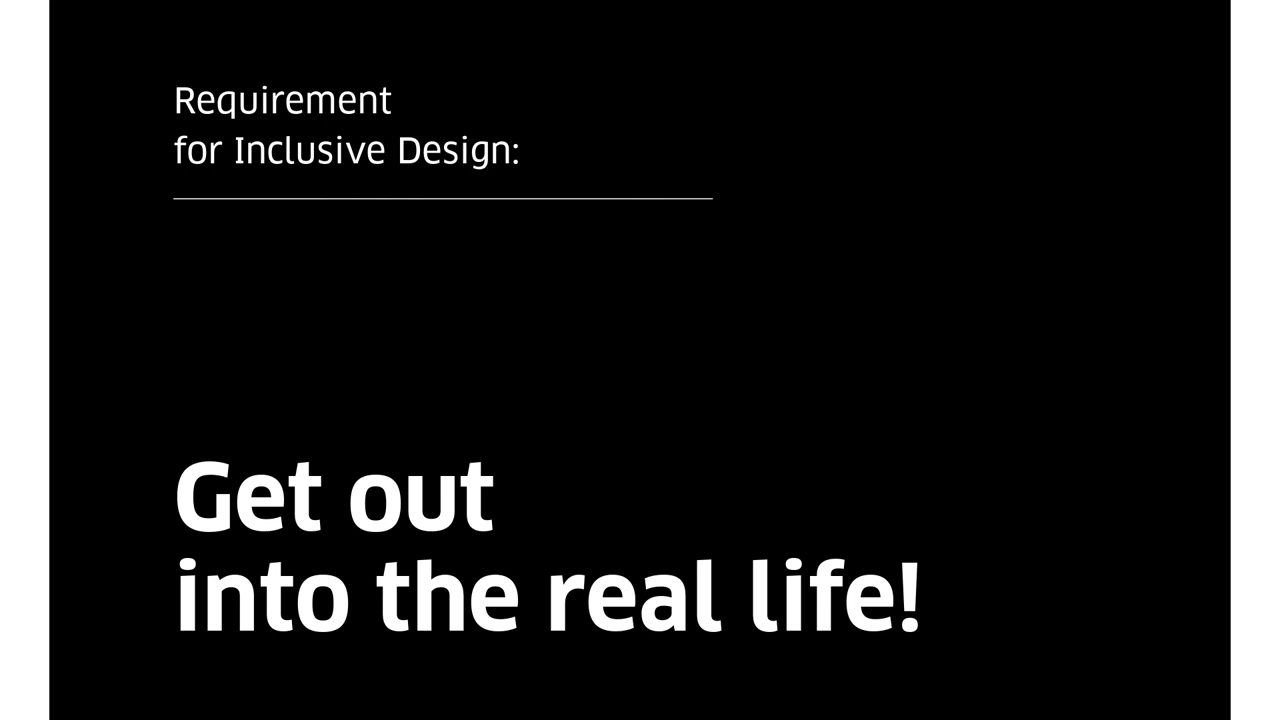 Requirement
for Inclusive Design:
Get out
into the real life!